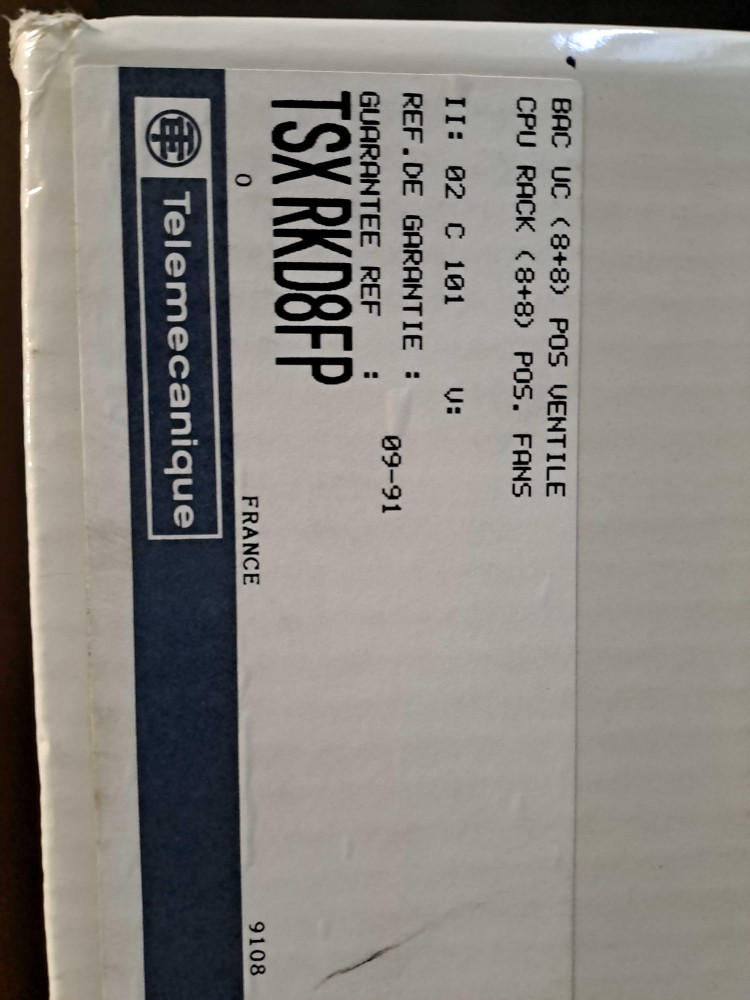 BAC UC (8+8) POS VENTILE
CPU RACK (8+8) POS. FANS
II: 02 C 101 V:
REF.DE GARANTIE :
09-91
GUARANTEE REF :
TSX RKD8FP
0 FRANCE 9108
TE Telemecanique